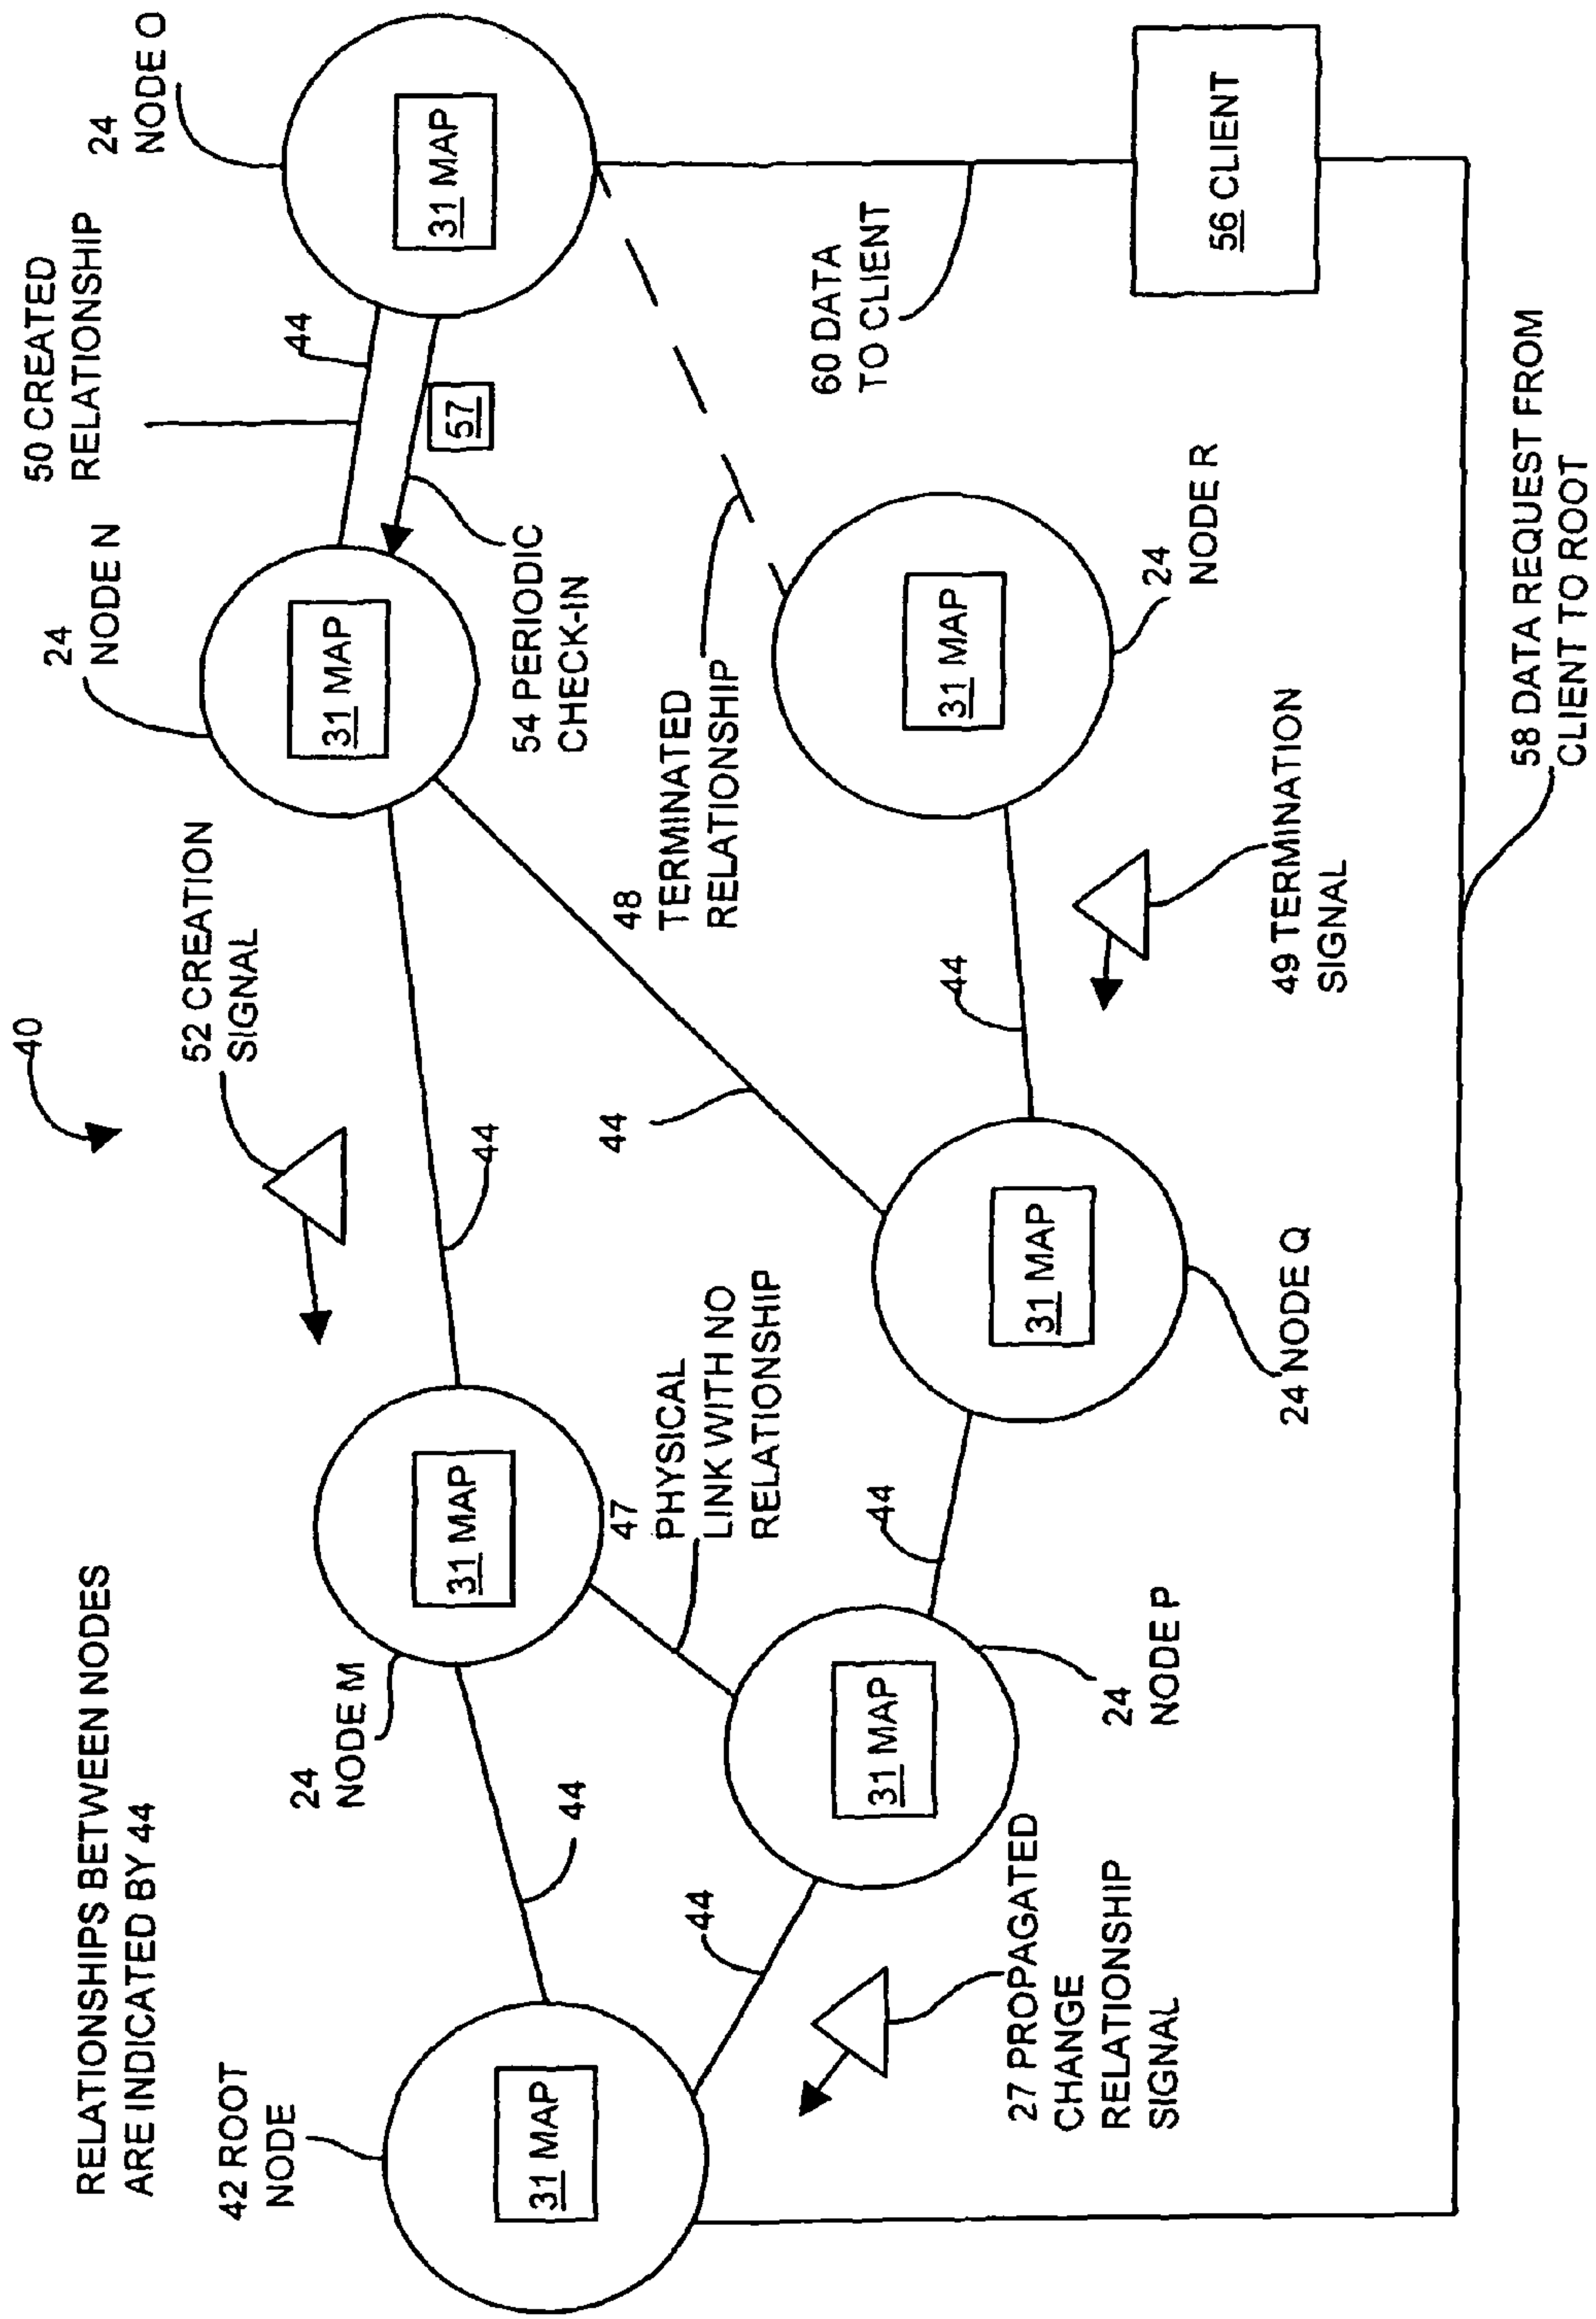 RELATIONSHIPS BETWEEN NODES
ARE INDICATED BY 44
40
42 ROOT
NODE
31 MAP
44
24
NODE M
31 MAP
52 CREATION
SIGNAL
44
24
NODE N
31 MAP
50 CREATED
RELATIONSHIP
44
57
54 PERIODIC
CHECK-IN
24
NODE O
31 MAP
44
47
PHYSICAL
LINK WITH NO
RELATIONSHIP
44
48
TERMINATED
RELATIONSHIP
27 PROPAGATED
CHANGE
RELATIONSHIP
SIGNAL
31 MAP
24
NODE P
44
31 MAP
24 NODE Q
44
49 TERMINATION
SIGNAL
31 MAP
24
NODE R
60 DATA
TO CLIENT
56 CLIENT
58 DATA REQUEST FROM
CLIENT TO ROOT